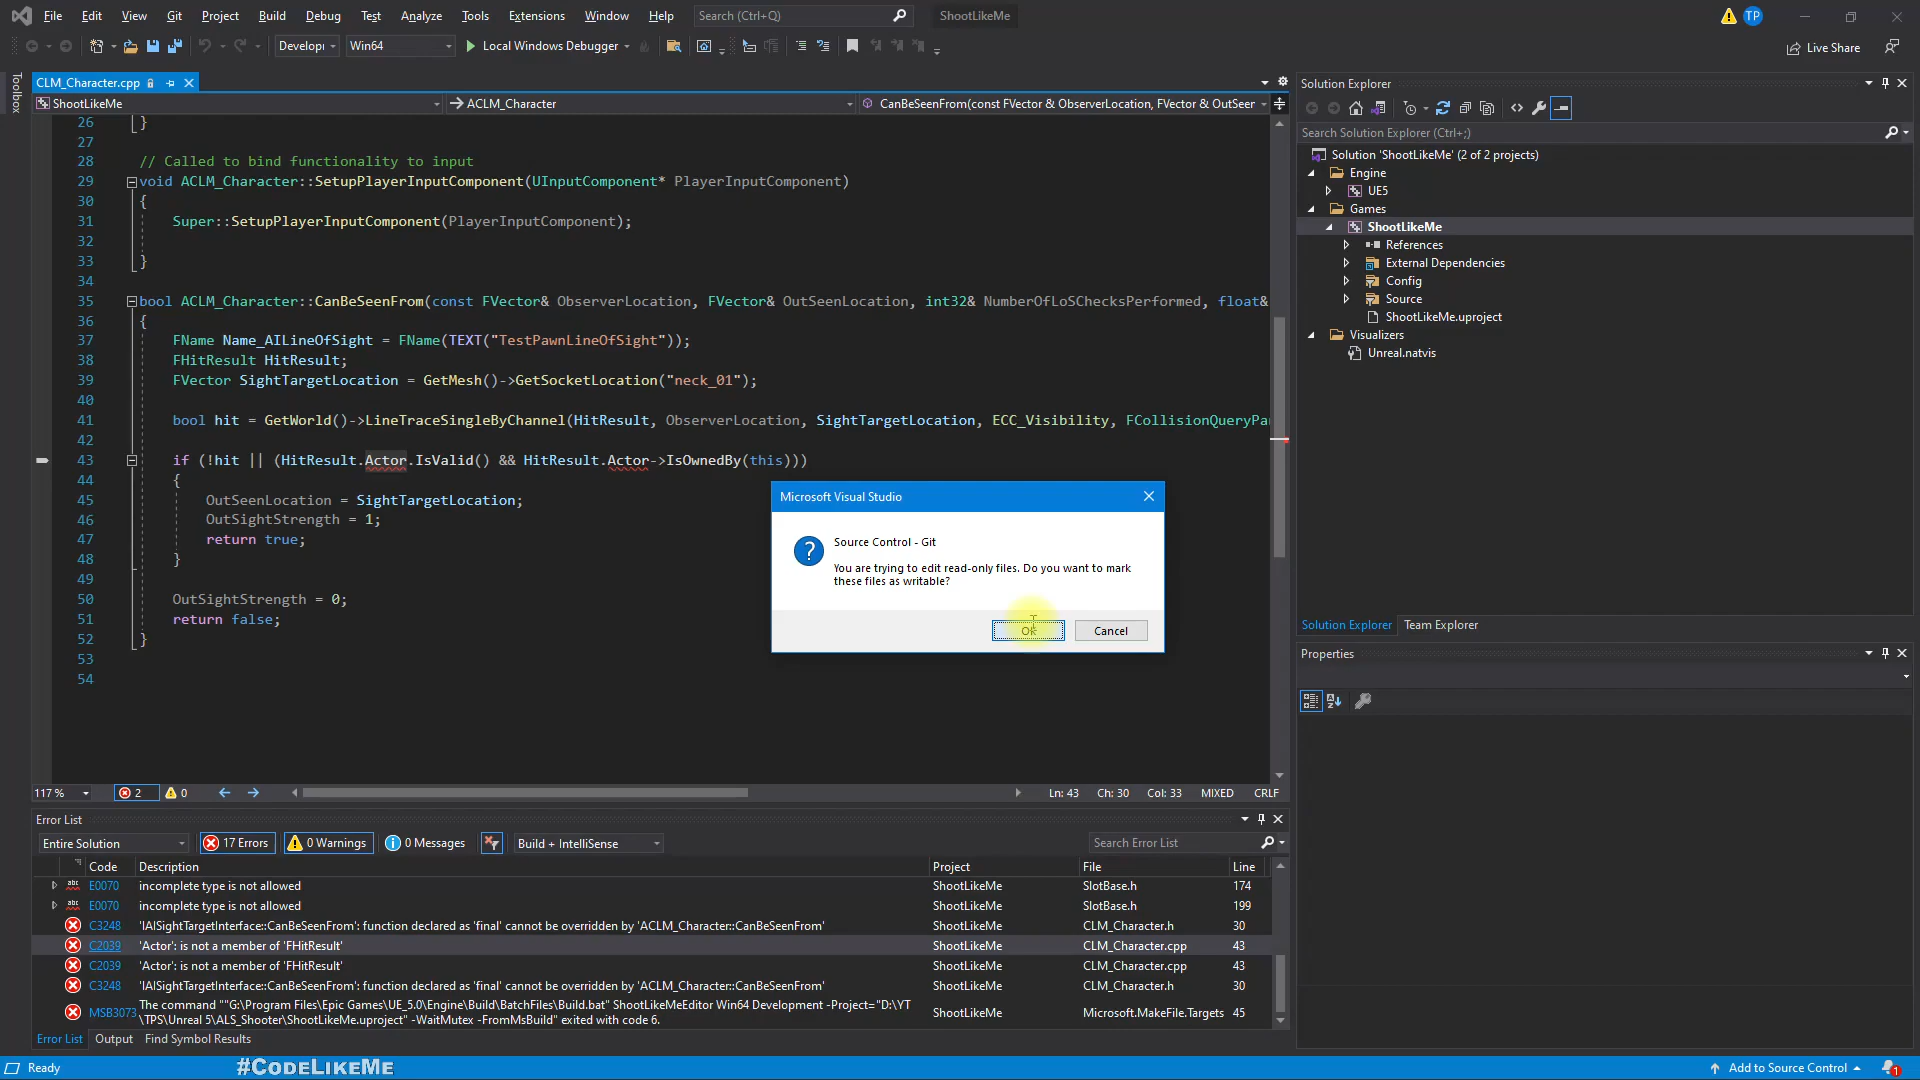 File Edit View Git Project Build Debug Test Analyze Tools Extensions Window Help Search (Ctrl+Q) ShootLikeMe TP
Develop Win64 Local Windows Debugger Live Share
Toolbox
CLM_Character.cpp
ShootLikeMe ACLM_Character CanBeSeenFrom(const FVector & ObserverLocation, FVector & OutSeen
26 }
27
28 // Called to bind functionality to input
29 void ACLM_Character::SetupPlayerInputComponent(UInputComponent* PlayerInputComponent)
30 {
31 Super::SetupPlayerInputComponent(PlayerInputComponent);
32
33 }
34
35 bool ACLM_Character::CanBeSeenFrom(const FVector& ObserverLocation, FVector& OutSeenLocation, int32& NumberOfLoSChecksPerformed, float&
36 {
37 FName Name_AILineOfSight = FName(TEXT("TestPawnLineOfSight"));
38 FHitResult HitResult;
39 FVector SightTargetLocation = GetMesh()->GetSocketLocation("neck_01");
40
41 bool hit = GetWorld()->LineTraceSingleByChannel(HitResult, ObserverLocation, SightTargetLocation, ECC_Visibility, FCollisionQueryPa
42
43 if (!hit || (HitResult.Actor.IsValid() && HitResult.Actor->IsOwnedBy(this)))
44 {
45 OutSeenLocation = SightTargetLocation;
46 OutSightStrength = 1;
47 return true;
48 }
49
50 OutSightStrength = 0;
51 return false;
52 }
53
54
Microsoft Visual Studio
Source Control - Git
You are trying to edit read-only files. Do you want to mark
these files as writable?
OK Cancel
117 % 2 0 Ln: 43 Ch: 30 Col: 33 MIXED CRLF
Error List
Entire Solution 17 Errors 0 Warnings 0 Messages Build + IntelliSense Search Error List
Code Description Project File Line
abc E0070 incomplete type is not allowed ShootLikeMe SlotBase.h 174
abc E0070 incomplete type is not allowed ShootLikeMe SlotBase.h 199
C3248 'IAISightTargetInterface::CanBeSeenFrom': function declared as 'final' cannot be overridden by 'ACLM_Character::CanBeSeenFrom' ShootLikeMe CLM_Character.h 30
C2039 'Actor': is not a member of 'FHitResult' ShootLikeMe CLM_Character.cpp 43
C2039 'Actor': is not a member of 'FHitResult' ShootLikeMe CLM_Character.cpp 43
C3248 'IAISightTargetInterface::CanBeSeenFrom': function declared as 'final' cannot be overridden by 'ACLM_Character::CanBeSeenFrom' ShootLikeMe CLM_Character.h 30
MSB3073 The command ""G:\Program Files\Epic Games\UE_5.0\Engine\Build\BatchFiles\Build.bat" ShootLikeMeEditor Win64 Development -Project="D:\YT ShootLikeMe Microsoft.MakeFile.Targets 45
\TPS\Unreal 5\ALS_Shooter\ShootLikeMe.uproject" -WaitMutex -FromMsBuild" exited with code 6.
Error List Output Find Symbol Results
Solution Explorer
Search Solution Explorer (Ctrl+;)
Solution 'ShootLikeMe' (2 of 2 projects)
Engine
UE5
Games
ShootLikeMe
References
External Dependencies
Config
Source
ShootLikeMe.uproject
Visualizers
Unreal.natvis
Solution Explorer Team Explorer
Properties
Ready #CODELIKEME Add to Source Control 1